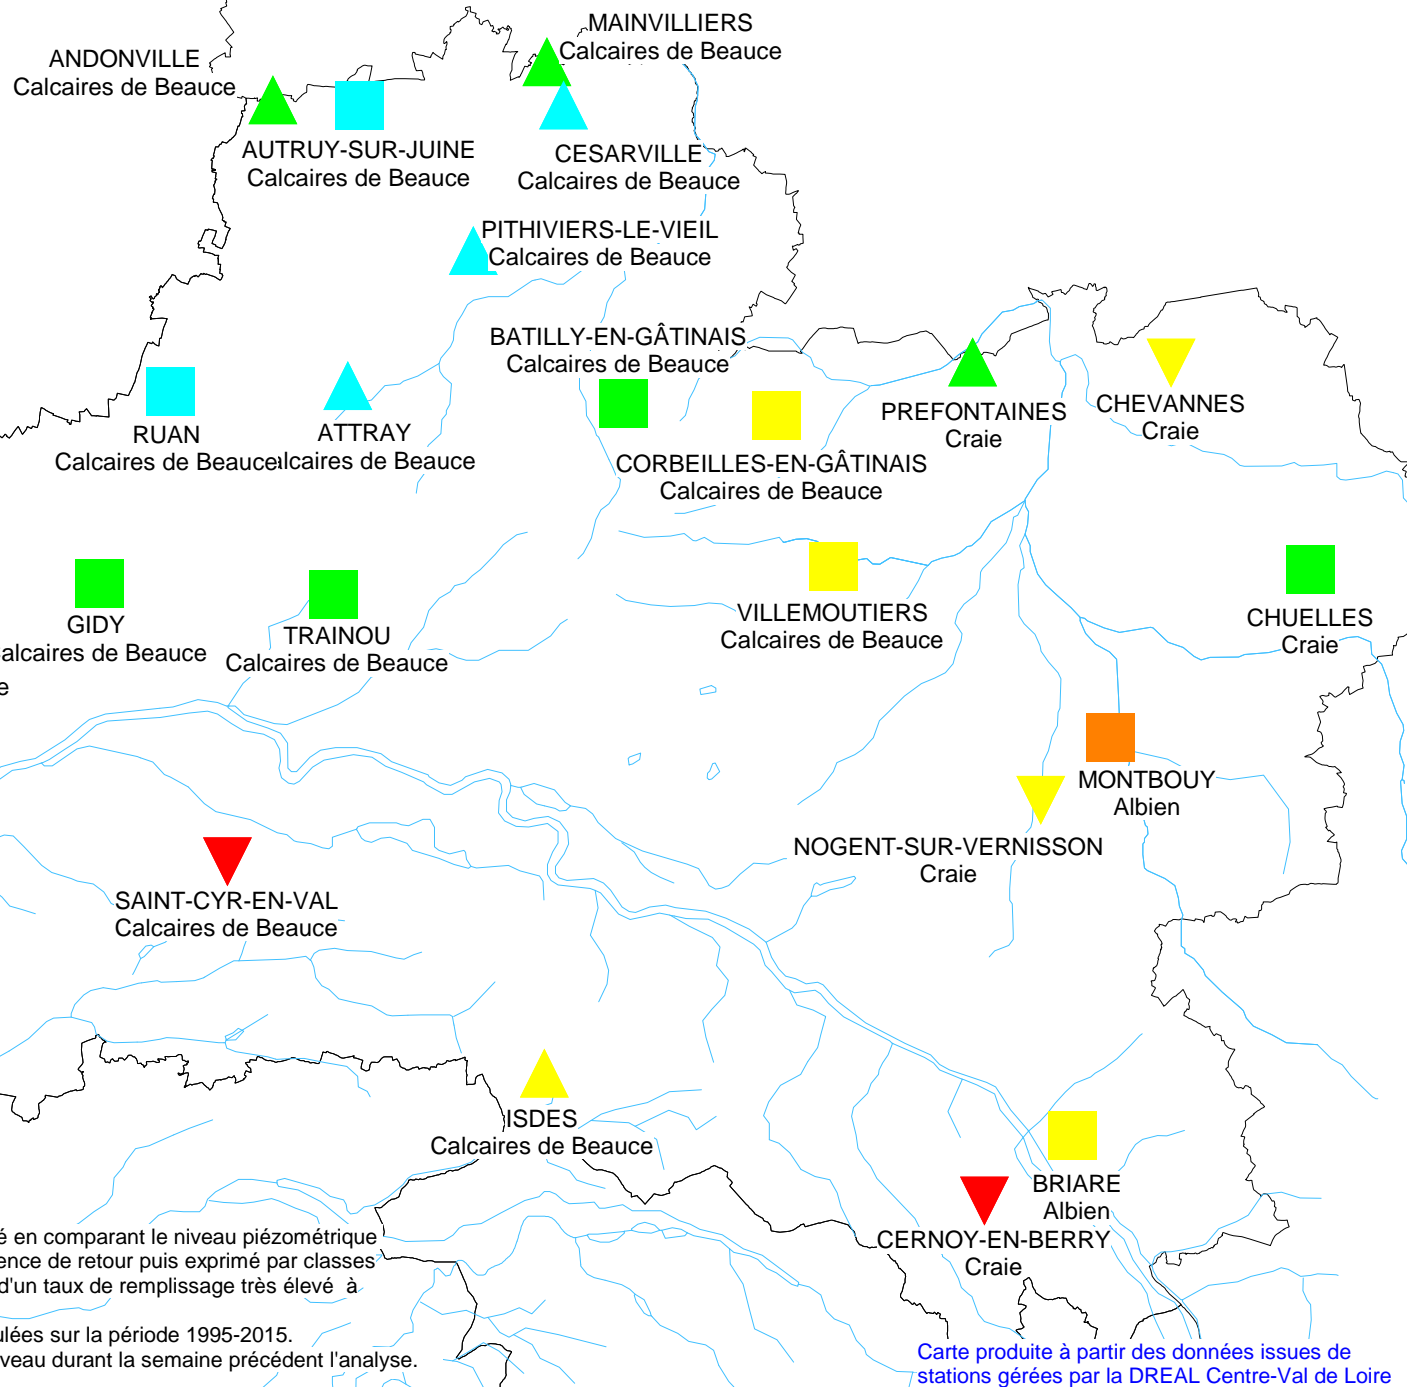 MAINVILLIERS
Calcaires de Beauce
ANDONVILLE
Calcaires de Beauce
AUTRUY-SUR-JUINE
Calcaires de Beauce
CESARVILLE
Calcaires de Beauce
PITHIVIERS-LE-VIEIL
Calcaires de Beauce
BATILLY-EN-GÂTINAIS
Calcaires de Beauce
PREFONTAINES
Craie
CHEVANNES
Craie
RUAN
Calcaires de Beauce
ATTRAY
lcaires de Beauce
CORBEILLES-EN-GÂTINAIS
Calcaires de Beauce
GIDY
alcaires de Beauce
e
TRAINOU
Calcaires de Beauce
VILLEMOUTIERS
Calcaires de Beauce
CHUELLES
Craie
MONTBOUY
Albien
NOGENT-SUR-VERNISSON
Craie
SAINT-CYR-EN-VAL
Calcaires de Beauce
ISDES
Calcaires de Beauce
BRIARE
Albien
CERNOY-EN-BERRY
Craie
é en comparant le niveau piézométrique
ence de retour puis exprimé par classes
d'un taux de remplissage très élevé à
ulées sur la période 1995-2015.
veau durant la semaine précédent l'analyse.
Carte produite à partir des données issues de
stations gérées par la DREAL Centre-Val de Loire